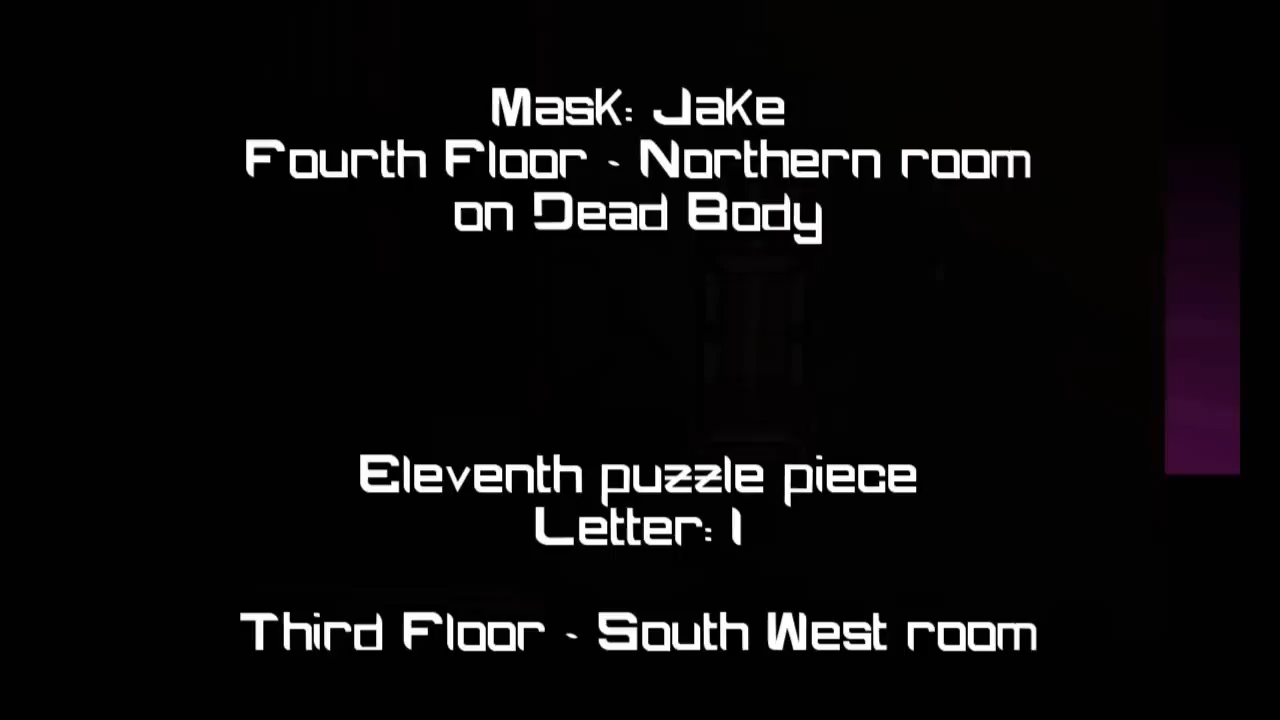 Mask: Jake
Fourth Floor - Northern room
on Dead Body
Eleventh puzzle piece
Letter: I
Third Floor - South West room